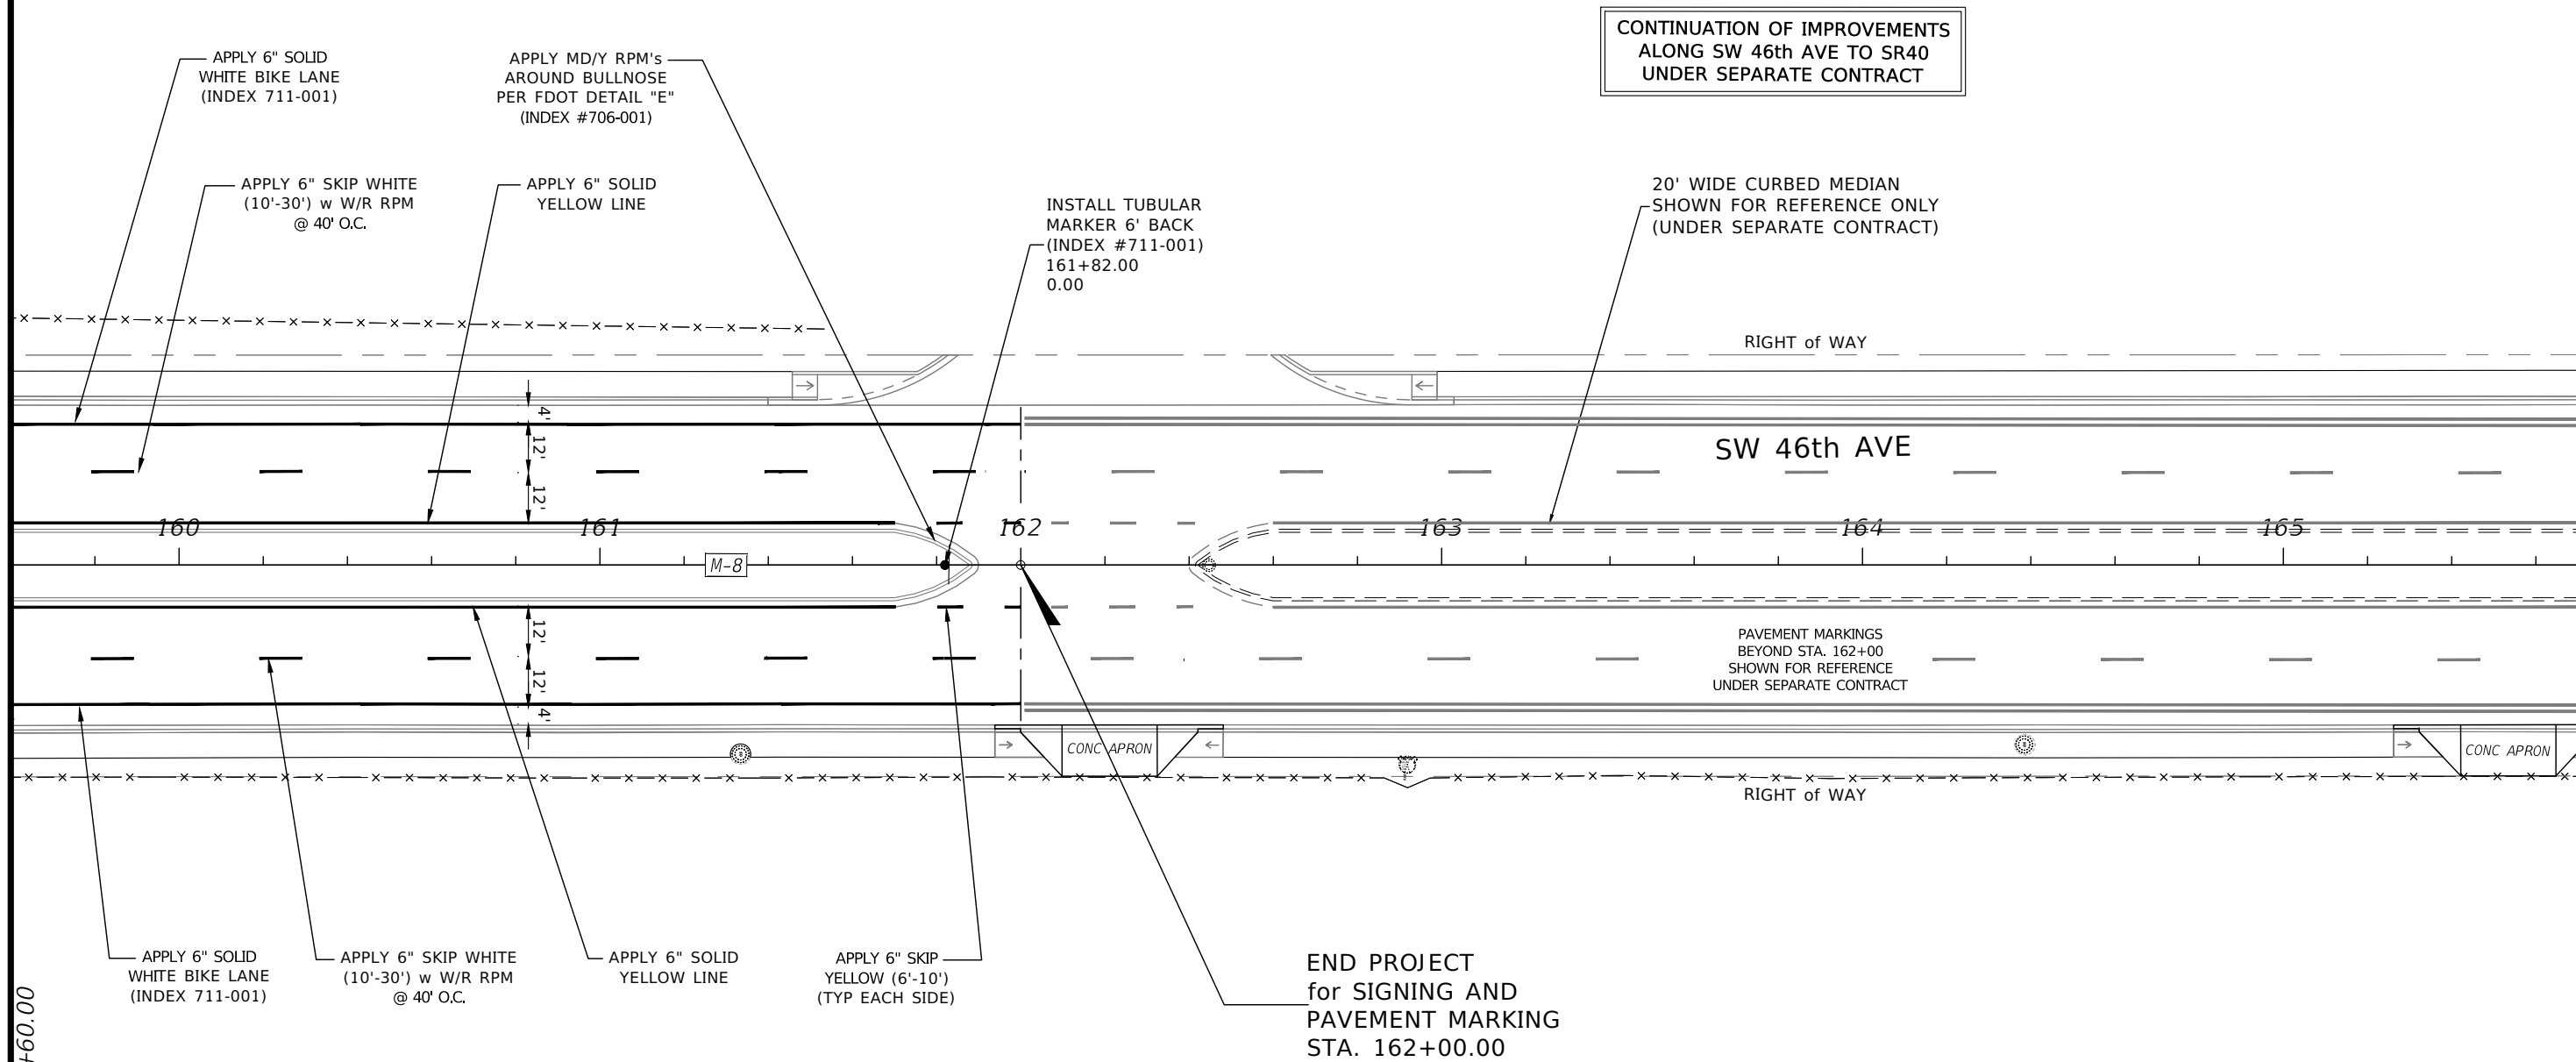 CONTINUATION OF IMPROVEMENTS
ALONG SW 46th AVE TO SR40
UNDER SEPARATE CONTRACT
APPLY 6" SOLID
WHITE BIKE LANE
(INDEX 711-001)
APPLY MD/Y RPM's
AROUND BULLNOSE
PER FDOT DETAIL "E"
(INDEX #706-001)
APPLY 6" SKIP WHITE
(10'-30') w W/R RPM
@ 40' O.C.
APPLY 6" SOLID
YELLOW LINE
INSTALL TUBULAR
MARKER 6' BACK
(INDEX #711-001)
161+82.00
0.00
20' WIDE CURBED MEDIAN
SHOWN FOR REFERENCE ONLY
(UNDER SEPARATE CONTRACT)
RIGHT of WAY
4'
12'
12'
SW 46th AVE
160
161
162
163
164
165
M-8
12'
12'
4'
PAVEMENT MARKINGS
BEYOND STA. 162+00
SHOWN FOR REFERENCE
UNDER SEPARATE CONTRACT
CONC APRON
CONC APRON
RIGHT of WAY
APPLY 6" SOLID
WHITE BIKE LANE
(INDEX 711-001)
APPLY 6" SKIP WHITE
(10'-30') w W/R RPM
@ 40' O.C.
APPLY 6" SOLID
YELLOW LINE
APPLY 6" SKIP
YELLOW (6'-10')
(TYP EACH SIDE)
END PROJECT
for SIGNING AND
PAVEMENT MARKING
STA. 162+00.00
+60.00